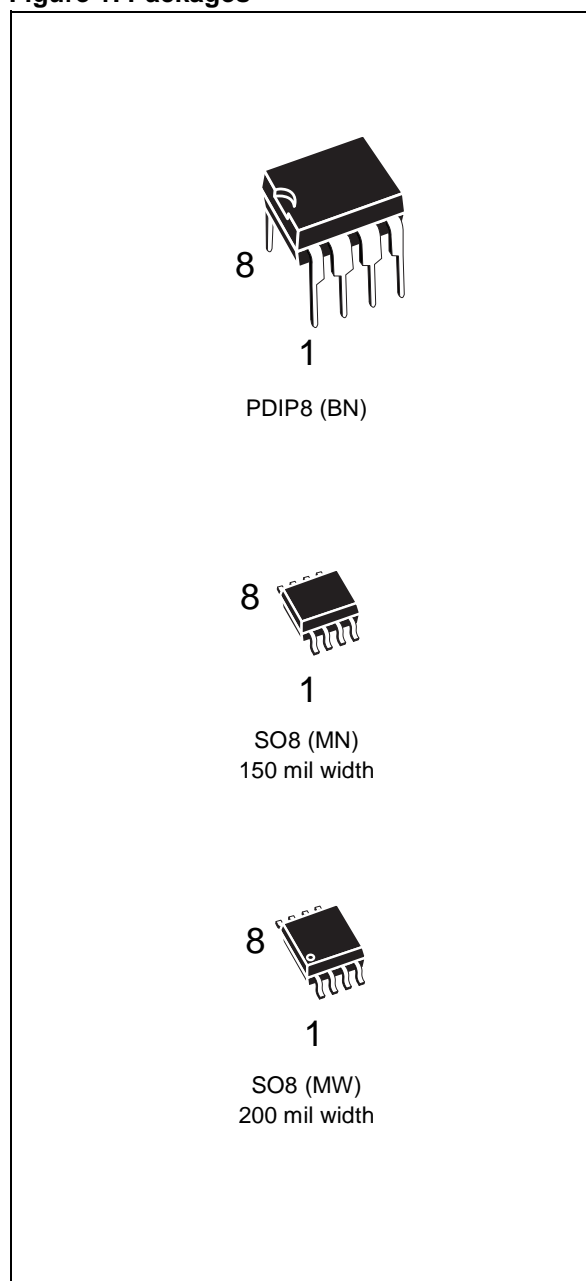 Figure 1. Packages
8
1
PDIP8 (BN)
8
1
SO8 (MN)
150 mil width
8
1
SO8 (MW)
200 mil width